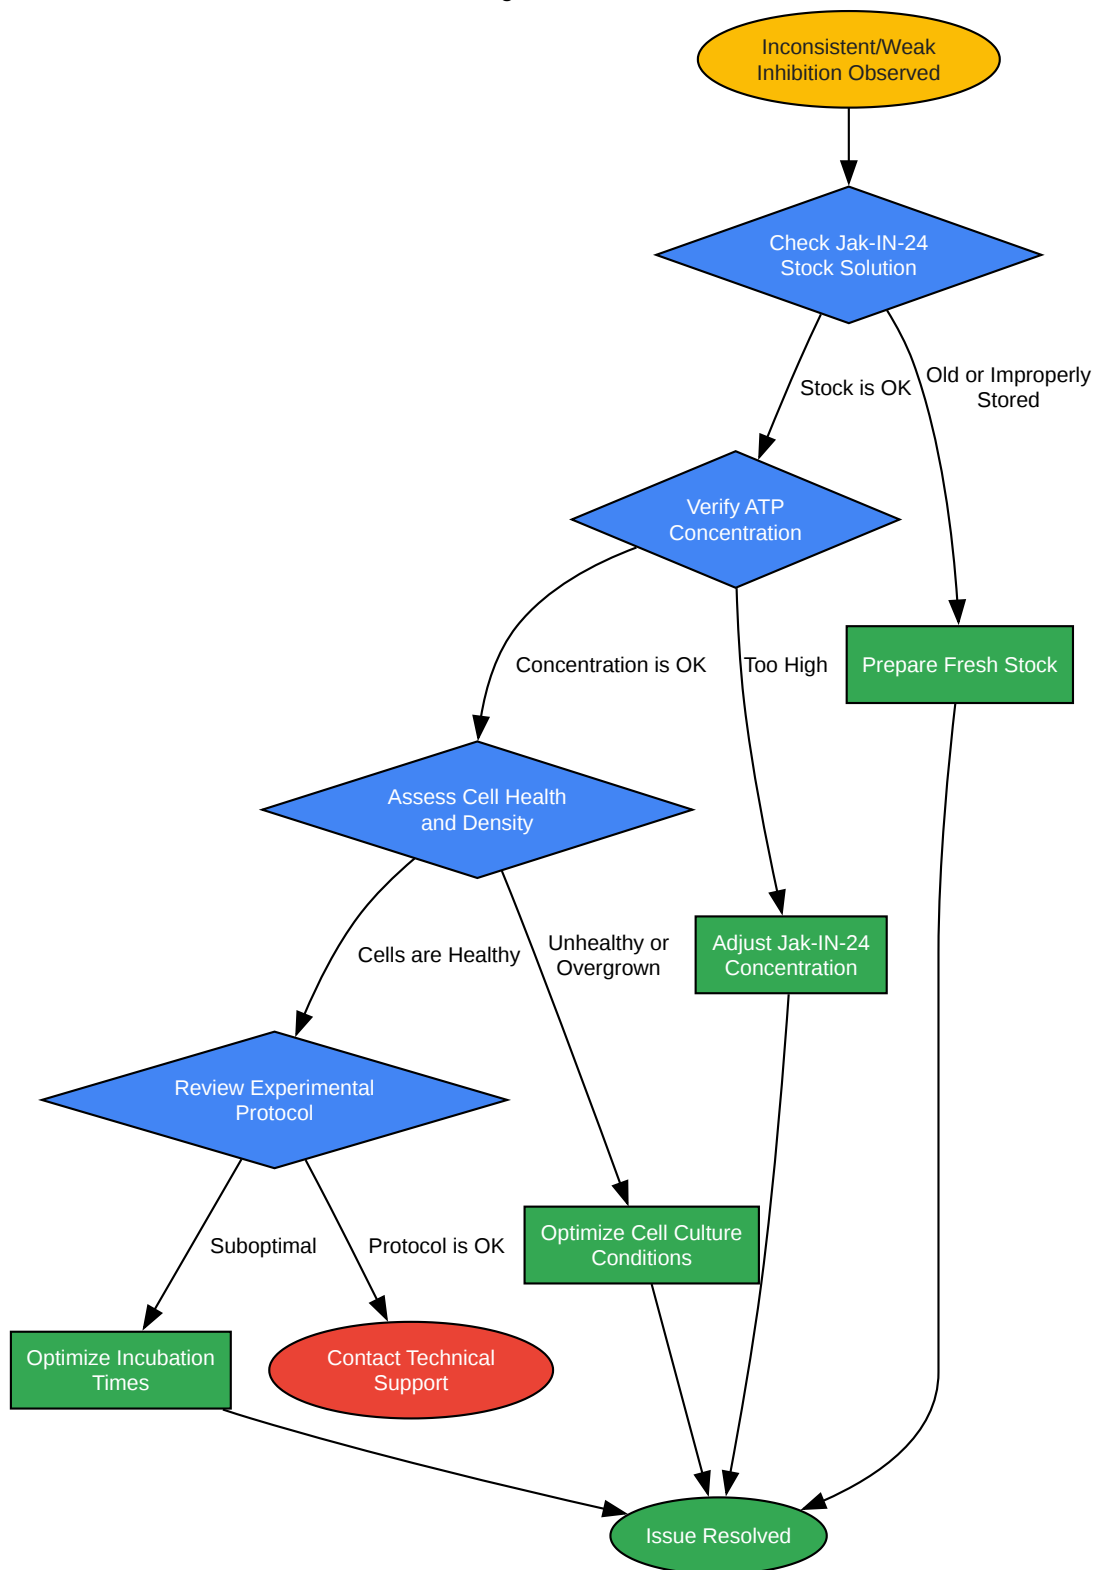 Inconsistent/Weak
Inhibition Observed
Check Jak-IN-24
Stock Solution
Stock is OK
Old or Improperly
Stored
Verify ATP
Concentration
Concentration is OK
Too High
Prepare Fresh Stock
Assess Cell Health
and Density
Cells are Healthy
Unhealthy or
Overgrown
Adjust Jak-IN-24
Concentration
Review Experimental
Protocol
Suboptimal
Protocol is OK
Optimize Cell Culture
Conditions
Optimize Incubation
Times
Contact Technical
Support
Issue Resolved